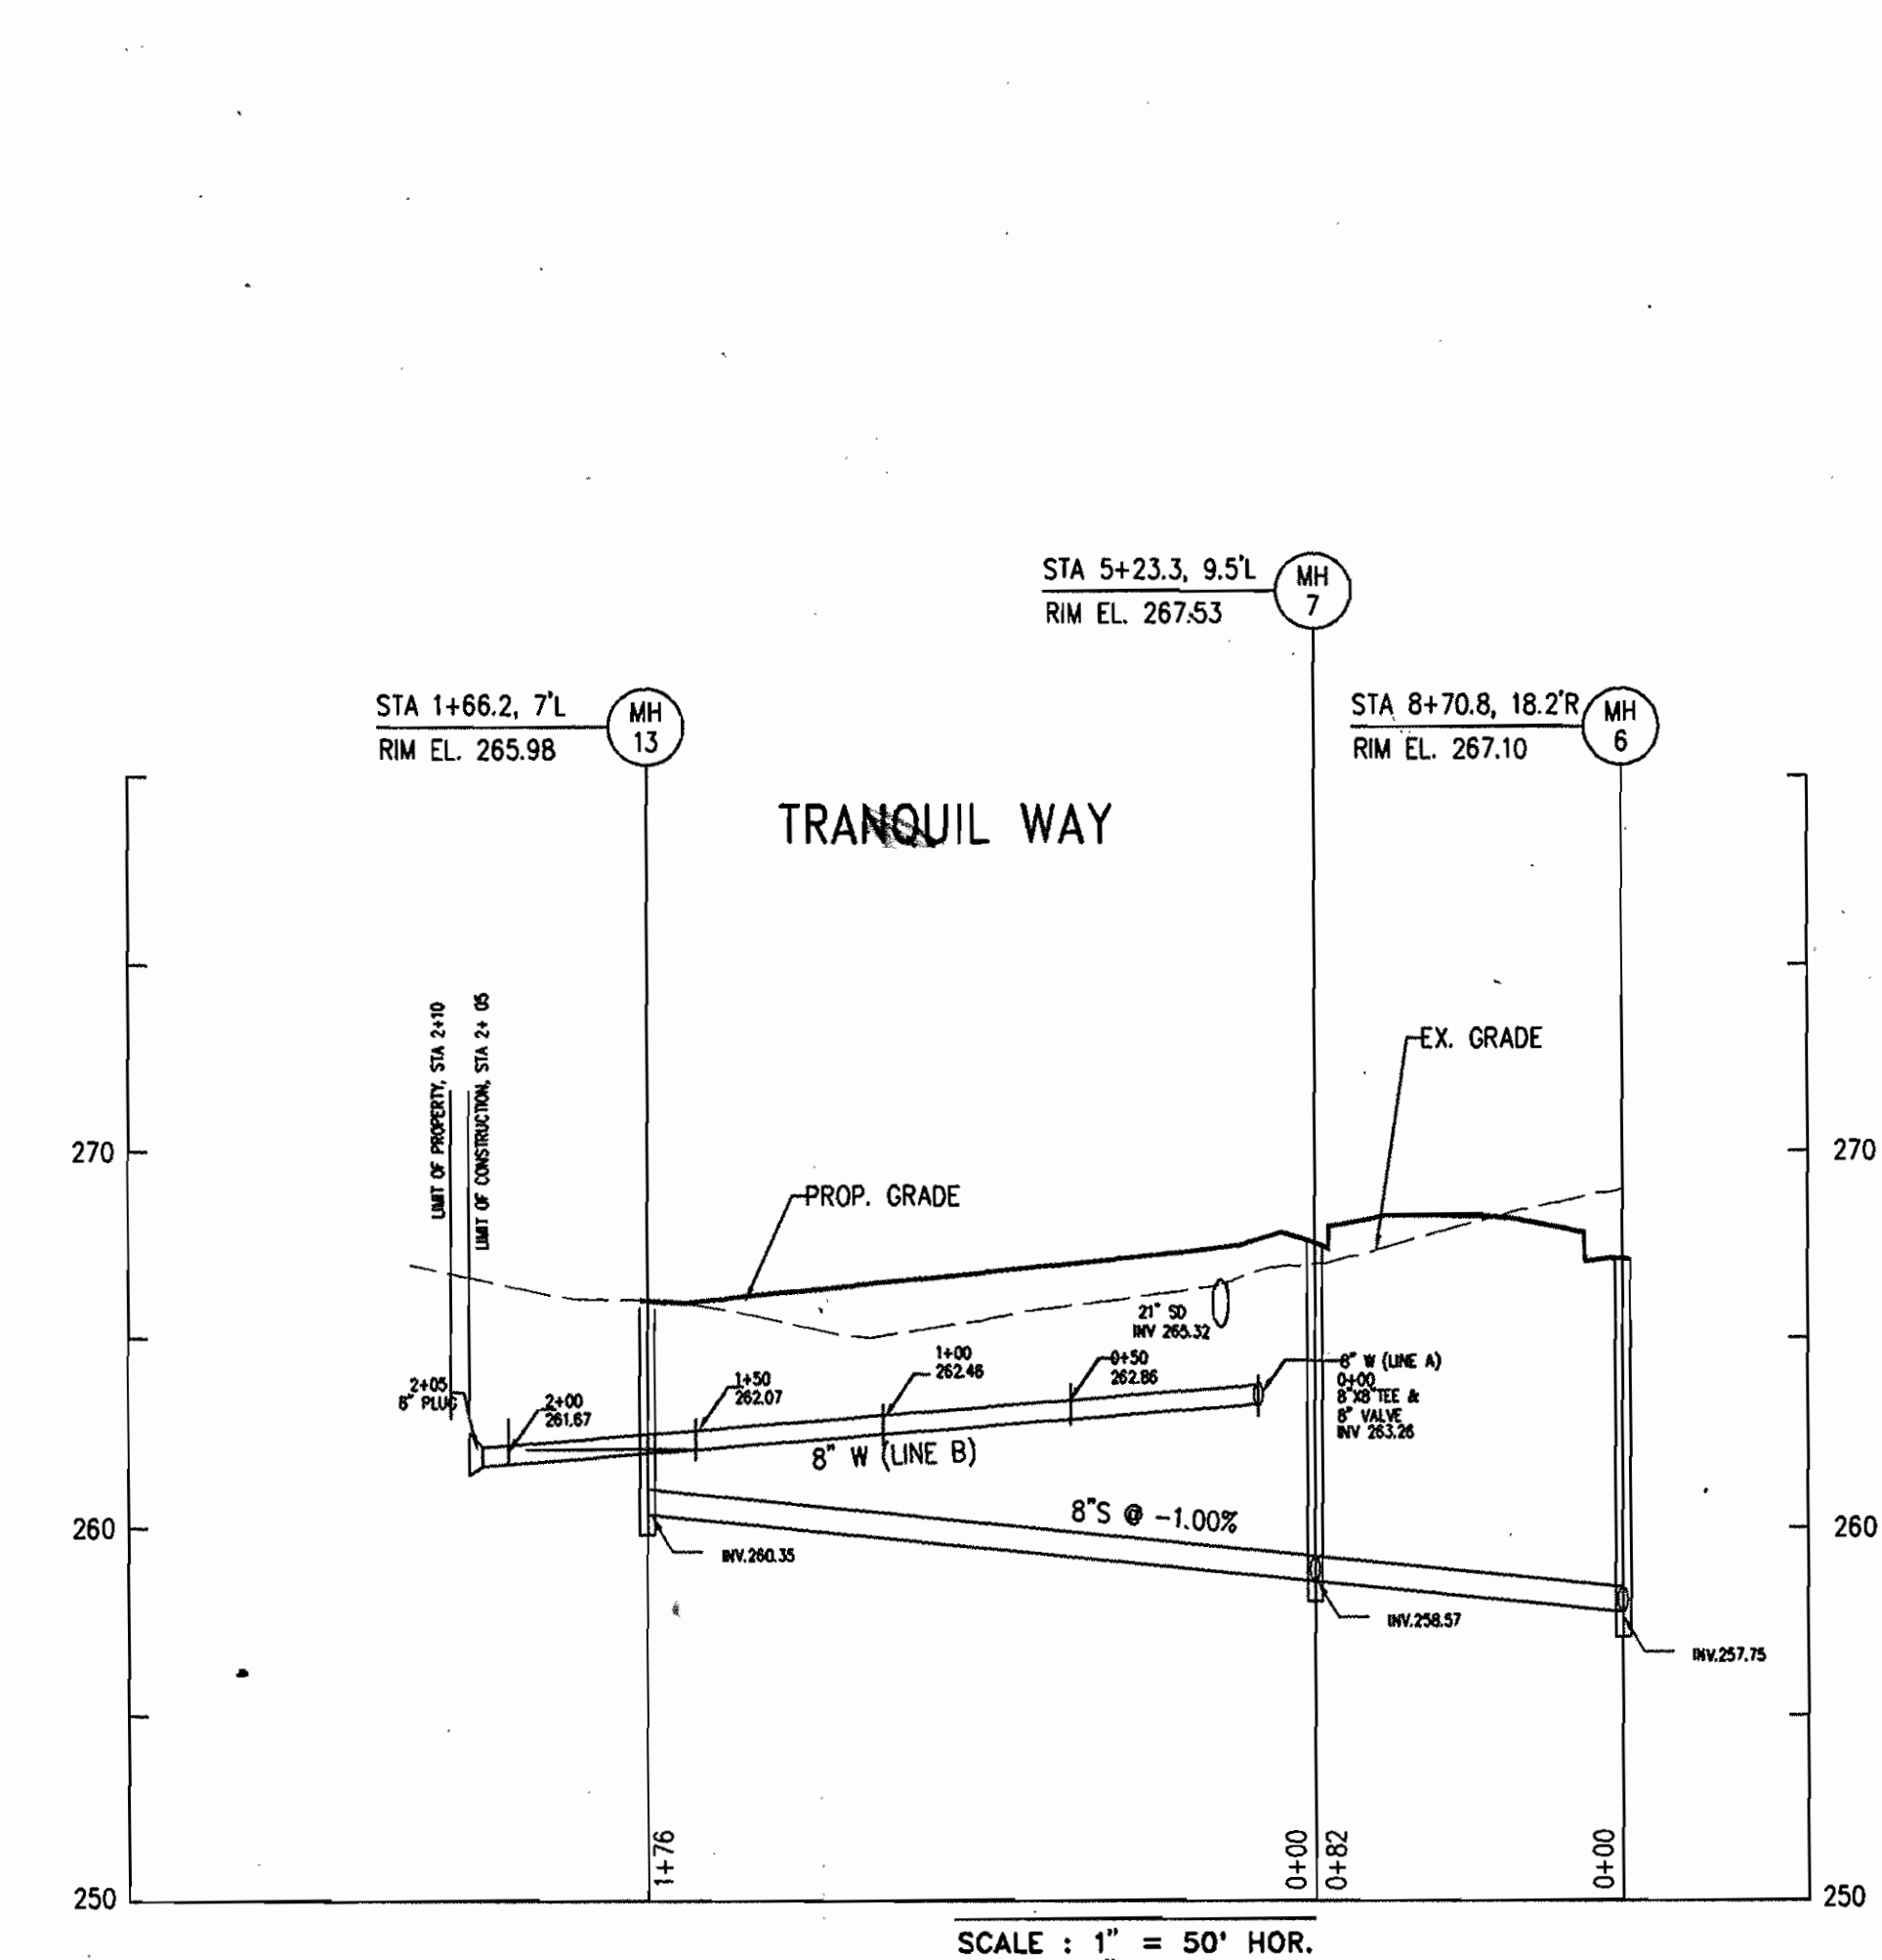 STA 5+23.3, 9.5'L
RIM EL. 267.53
MH
7
STA 1+66.2, 7'L
RIM EL. 265.98
MH
13
STA 8+70.8, 18.2'R
RIM EL. 267.10
MH
6
TRANQUIL WAY
LIMIT OF PROPERTY, STA 2+10
LIMIT OF CONSTRUCTION, STA 2+ 05
EX. GRADE
270
270
PROP. GRADE
21" SD
INV 265.32
2+05
8" PLUG
2+00
261.67
1+50
262.07
1+00
262.46
0+50
262.86
8" W (LINE A)
0+00
8"X8"TEE &
8" VALVE
INV 263.26
8" W (LINE B)
8"S @ -1.00%
260
260
INV.260.35
INV.258.57
INV.257.75
1+76
0+00
0+82
0+00
250
250
SCALE : 1" = 50' HOR.